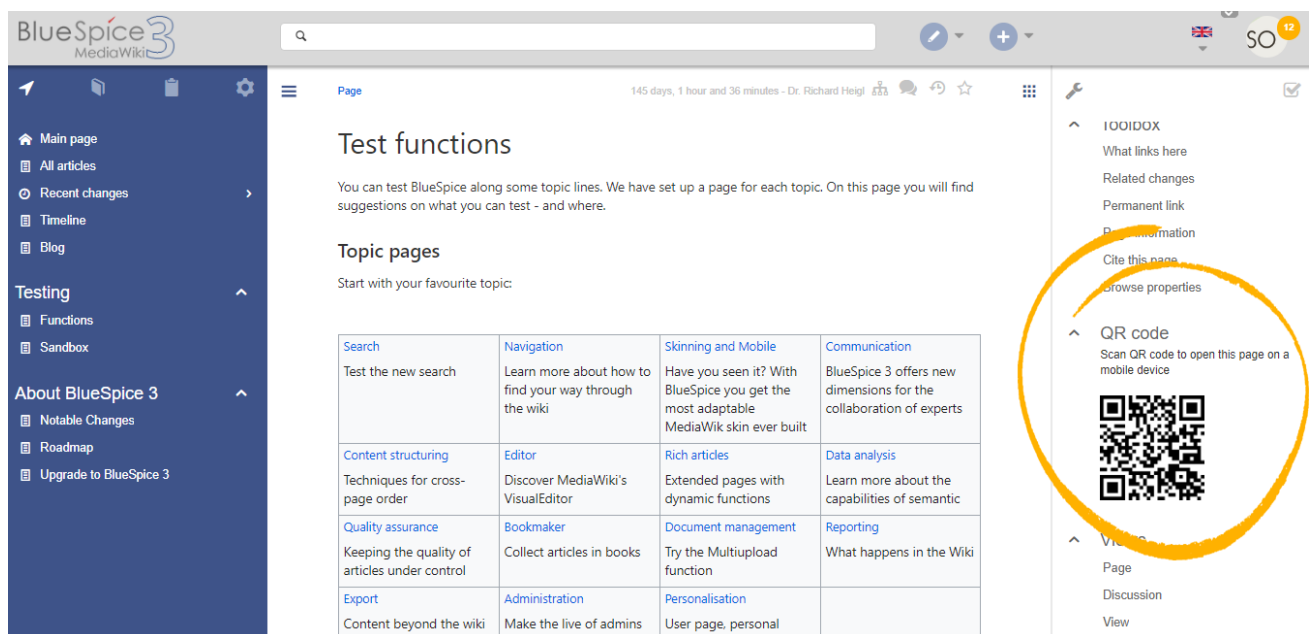 BlueSpice 3
MediaWiki
SO
12
Main page
All articles
Recent changes
Timeline
Blog
Testing
Functions
Sandbox
About BlueSpice 3
Notable Changes
Roadmap
Upgrade to BlueSpice 3
Page
145 days, 1 hour and 36 minutes - Dr. Richard Heigl
Test functions
You can test BlueSpice along some topic lines. We have set up a page for each topic. On this page you will find
suggestions on what you can test - and where.
Topic pages
Start with your favourite topic:
Search
Test the new search
Navigation
Learn more about how to
find your way through
the wiki
Skinning and Mobile
Have you seen it? With
BlueSpice you get the
most adaptable
MediaWik skin ever built
Communication
BlueSpice 3 offers new
dimensions for the
collaboration of experts
Content structuring
Techniques for cross-
page order
Editor
Discover MediaWiki's
VisualEditor
Rich articles
Extended pages with
dynamic functions
Data analysis
Learn more about the
capabilities of semantic
Quality assurance
Keeping the quality of
articles under control
Bookmaker
Collect articles in books
Document management
Try the Multiupload
function
Reporting
What happens in the Wiki
Export
Content beyond the wiki
Administration
Make the live of admins
Personalisation
User page, personal
Toolbox
What links here
Related changes
Permanent link
Page information
Cite this page
Browse properties
QR code
Scan QR code to open this page on a
mobile device
Page
Discussion
View